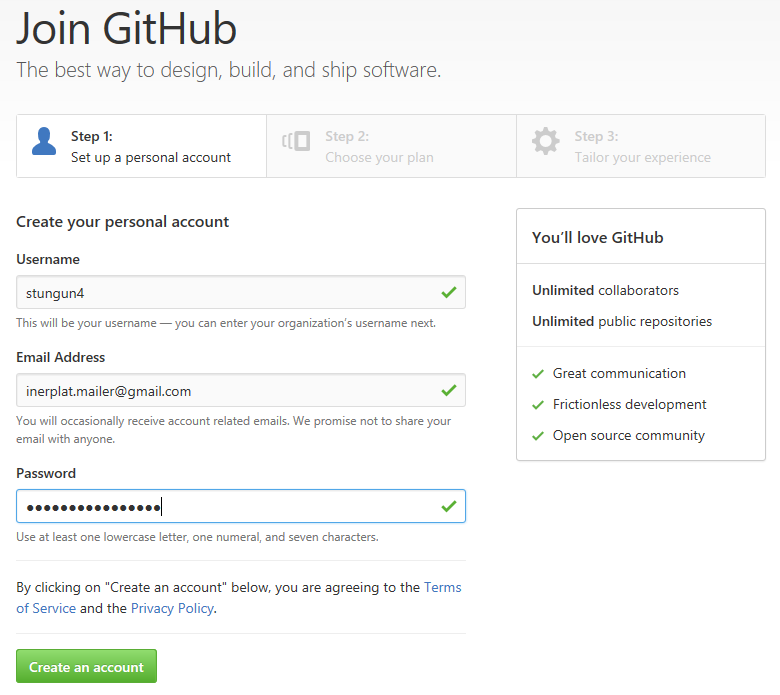 Join GitHub
The best way to design, build, and ship software.
Step 1:
Set up a personal account
Step 2:
Choose your plan
Step 3:
Tailor your experience
Create your personal account
Username
stungun4
This will be your username — you can enter your organization's username next.
Email Address
inerplat.mailer@gmail.com
You will occasionally receive account related emails. We promise not to share your
email with anyone.
Password
••••••••••••••••
Use at least one lowercase letter, one numeral, and seven characters.
By clicking on "Create an account" below, you are agreeing to the Terms
of Service and the Privacy Policy.
Create an account
You'll love GitHub
Unlimited collaborators
Unlimited public repositories
Great communication
Frictionless development
Open source community